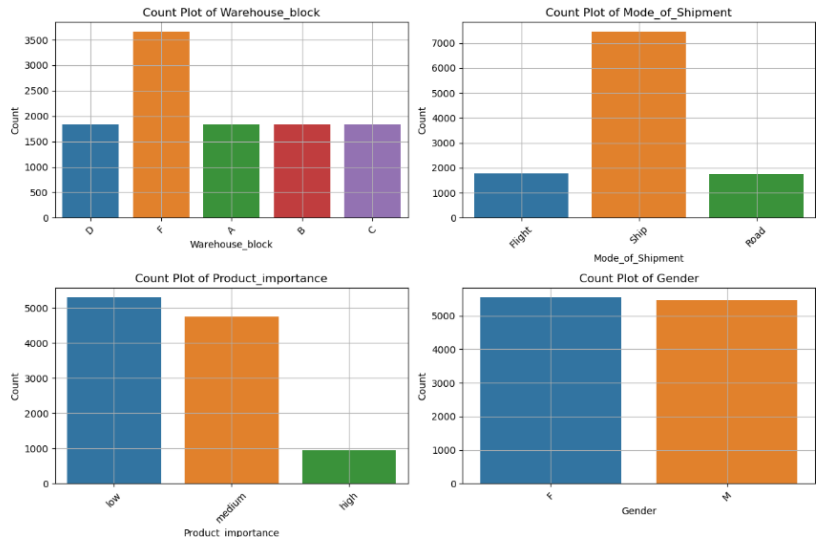 Count Plot of Warehouse_block
3500
3000
2500
2000
1500
1000
500
0
Count
D F A B C
Warehouse_block
Count Plot of Mode_of_Shipment
7000
6000
5000
4000
3000
2000
1000
0
Count
Flight Ship Road
Mode_of_Shipment
Count Plot of Product_importance
5000
4000
3000
2000
1000
0
Count
low medium high
Product_importance
Count Plot of Gender
5000
4000
3000
2000
1000
0
Count
F M
Gender